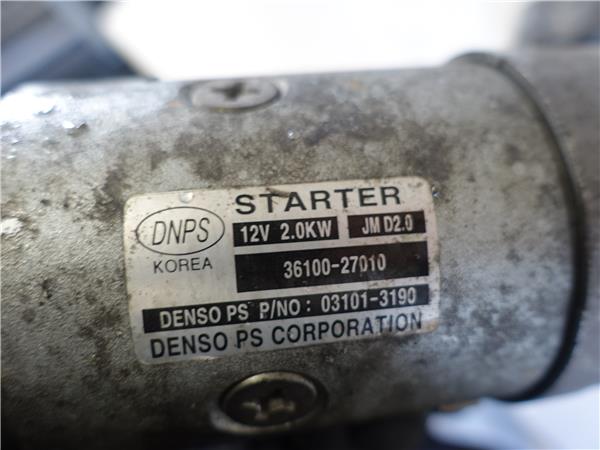 STARTER
DNPS
KOREA
12V 2.0KW
JM D2.0
36100-27010
DENSO PS P/NO: 03101-3190
DENSO PS CORPORATION